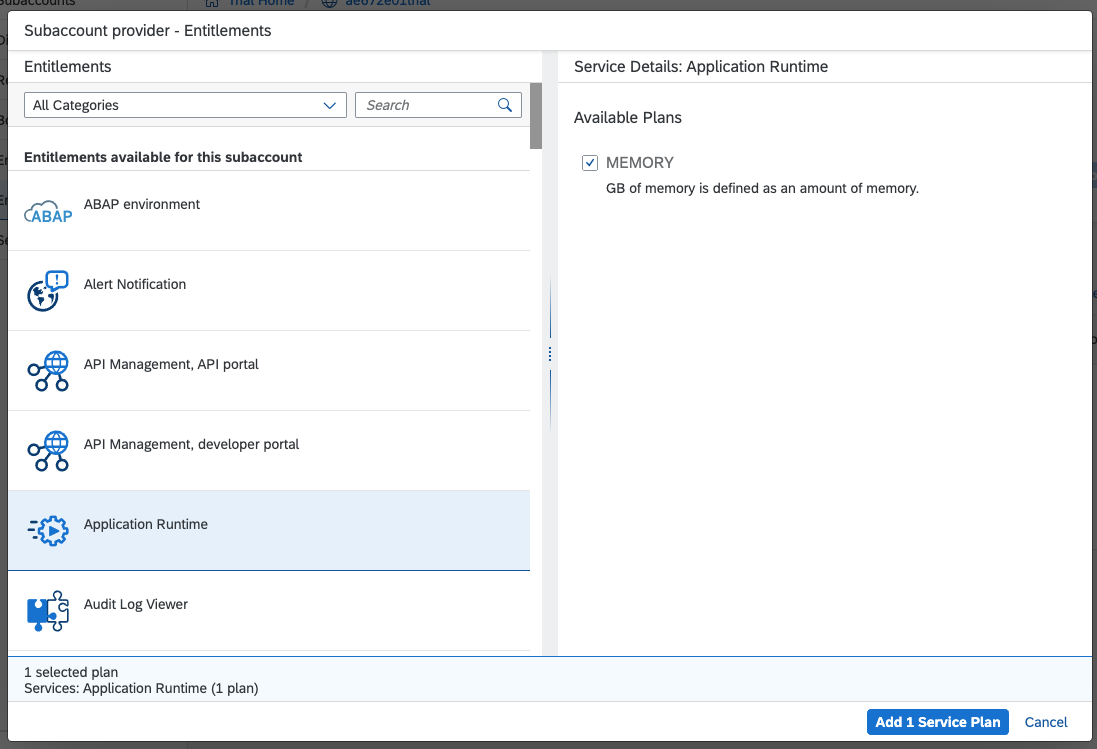 Trial Home
ae672e01trial
Subaccount provider - Entitlements
Entitlements
Service Details: Application Runtime
All Categories
Search
Available Plans
Entitlements available for this subaccount
MEMORY
GB of memory is defined as an amount of memory.
ABAP
ABAP environment
Alert Notification
API Management, API portal
API Management, developer portal
Application Runtime
Audit Log Viewer
1 selected plan
Services: Application Runtime (1 plan)
Add 1 Service Plan
Cancel